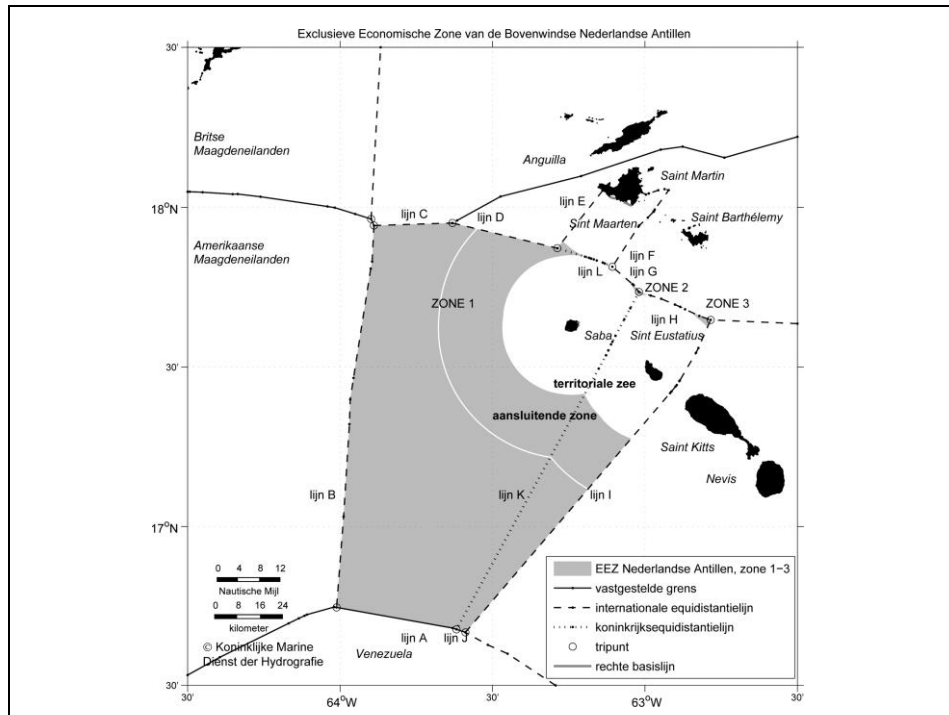 Exclusieve Economische Zone van de Bovenwindse Nederlandse Antillen
30'
Britse
Maagdeneilanden
Anguilla
Saint Martin
18°N
lijn C
lijn D
lijn E
Sint Maarten
Saint Barthélemy
Amerikaanse
Maagdeneilanden
lijn F
lijn L
lijn G
ZONE 1
ZONE 2
ZONE 3
lijn H
Saba
Sint Eustatius
30'
territoriale zee
aansluitende zone
Saint Kitts
Nevis
lijn B
lijn K
lijn I
17°N
0 4 8 12
Nautische Mijl
0 8 16 24
kilometer
© Koninklijke Marine
Dienst der Hydrografie
lijn A
lijn J
Venezuela
EEZ Nederlandse Antillen, zone 1-3
vastgestelde grens
internationale equidistantielijn
koninkrijksequidistantielijn
tripunt
rechte basislijn
30'
30'
64°W
30'
63°W
30'